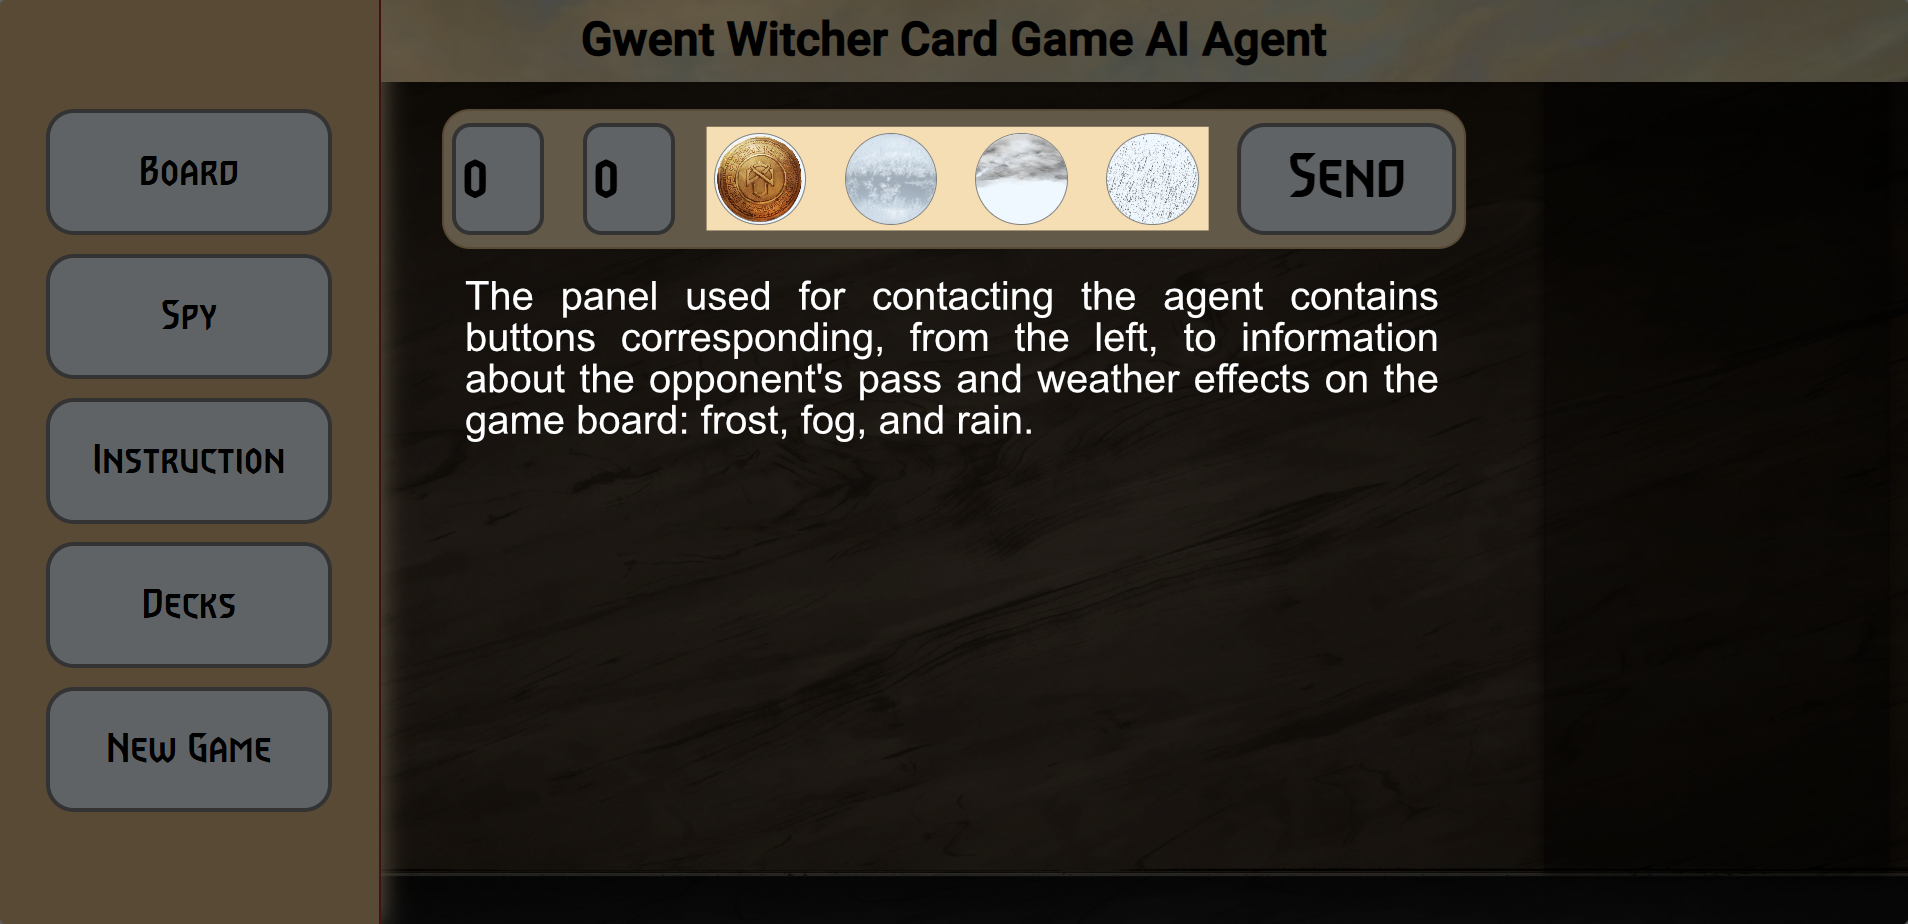 Gwent Witcher Card Game AI Agent
Board
Spy
Instruction
Decks
New Game
0
0
Send
The panel used for contacting the agent contains
buttons corresponding, from the left, to information
about the opponent's pass and weather effects on the
game board: frost, fog, and rain.